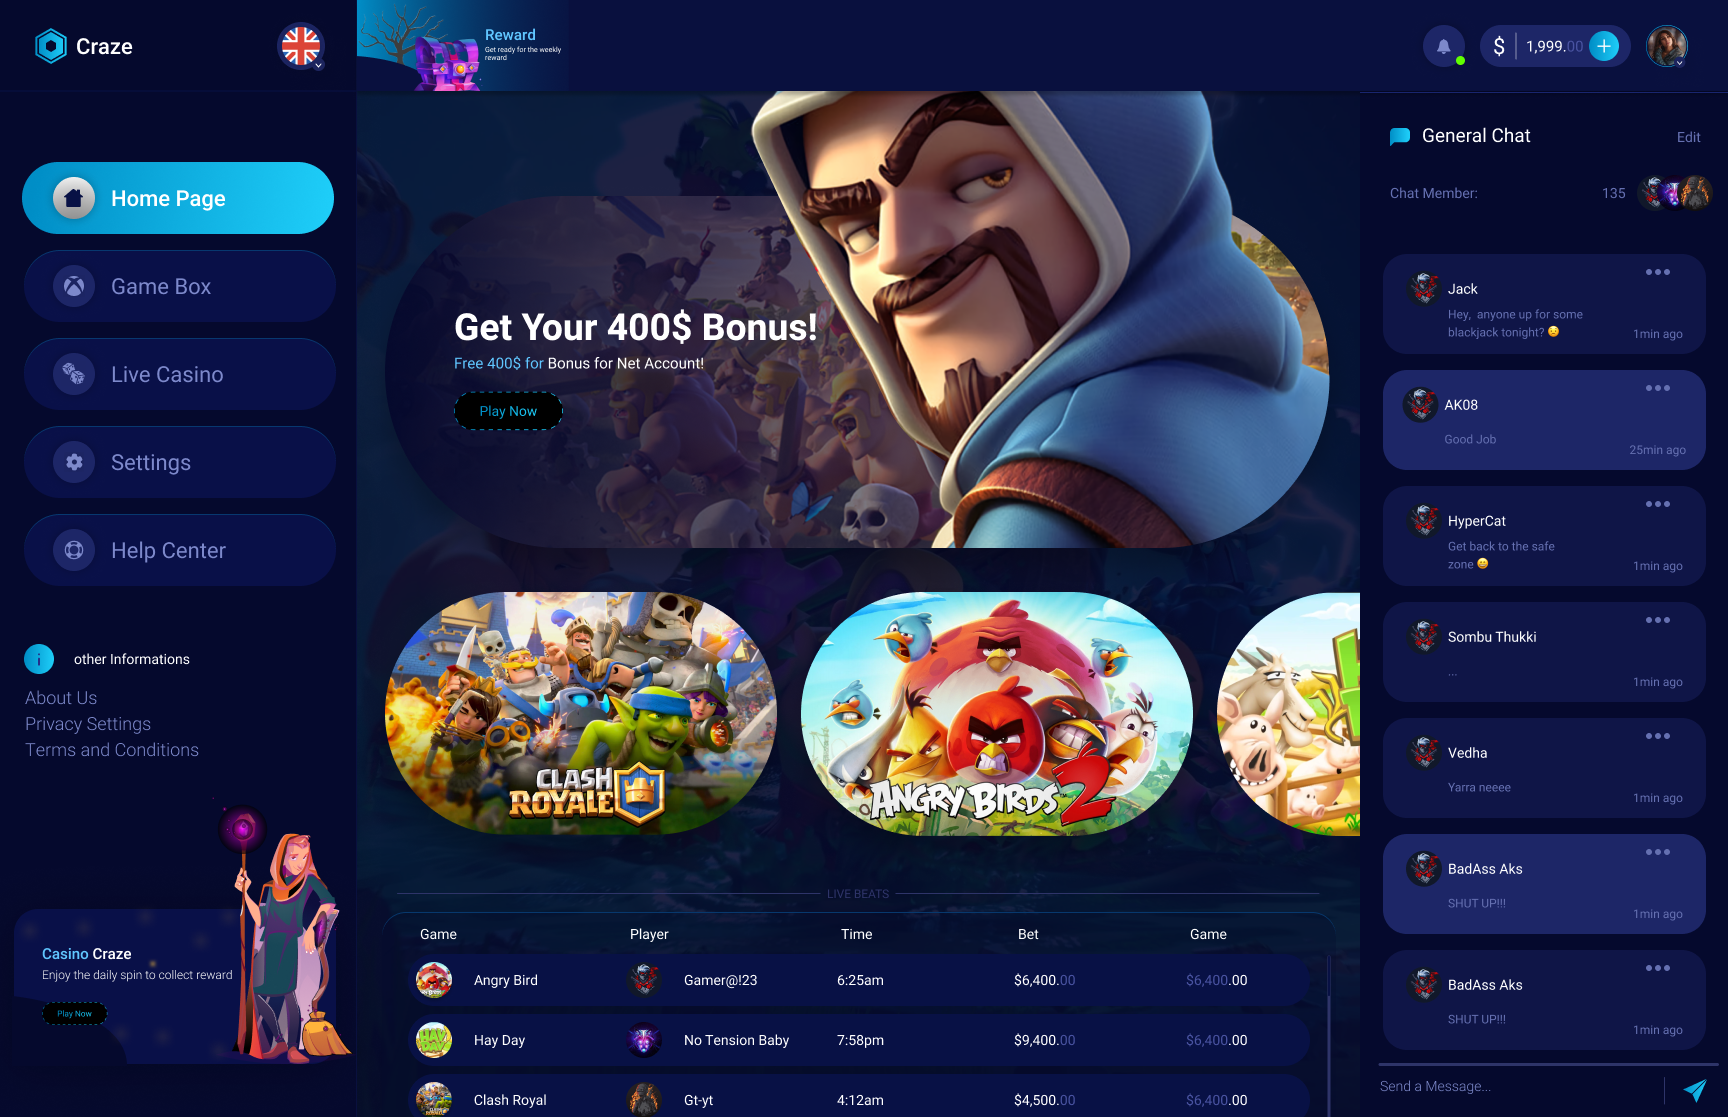 Craze
Reward
Get ready for the weekly
reward
$ 1,999.00
Home Page
Game Box
Live Casino
Settings
Help Center
i other Informations
About Us
Privacy Settings
Terms and Conditions
Casino Craze
Enjoy the daily spin to collect reward
Play Now
Get Your 400$ Bonus!
Free 400$ for Bonus for Net Account!
Play Now
CLASH
ROYALE
ANGRY BIRDS 2
LIVE BEATS
Game Player Time Bet Game
Angry Bird Gamer@!23 6:25am $6,400.00 $6,400.00
HAY
DAY
Hay Day No Tension Baby 7:58pm $9,400.00 $6,400.00
Clash Royal Gt-yt 4:12am $4,500.00 $6,400.00
General Chat Edit
Chat Member: 135
Jack
Hey, anyone up for some
blackjack tonight? 😣
1min ago
AK08
Good Job
25min ago
HyperCat
Get back to the safe
zone 😄
1min ago
Sombu Thukki
...
1min ago
Vedha
Yarra neeee
1min ago
BadAss Aks
SHUT UP!!!
1min ago
BadAss Aks
SHUT UP!!!
1min ago
Send a Message...